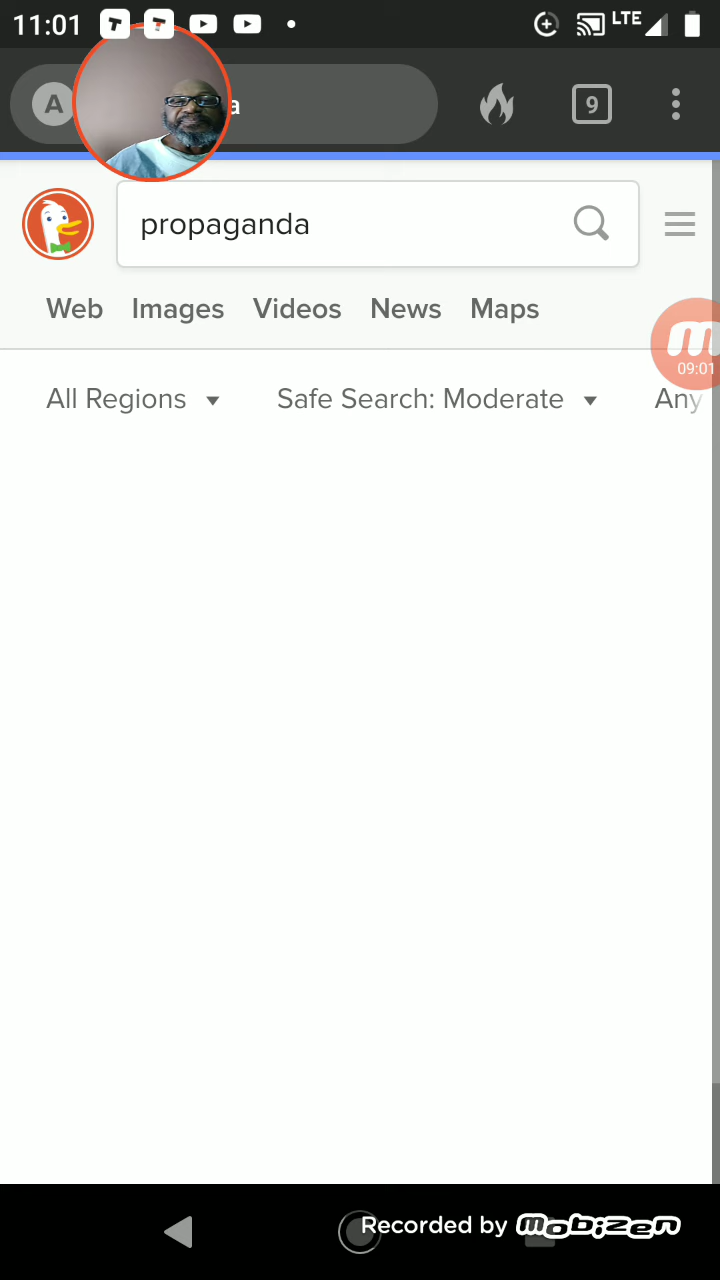 11:01
LTE
A
a
9
propaganda
Web Images Videos News Maps
09:01
All Regions Safe Search: Moderate Any
Recorded by mobizen